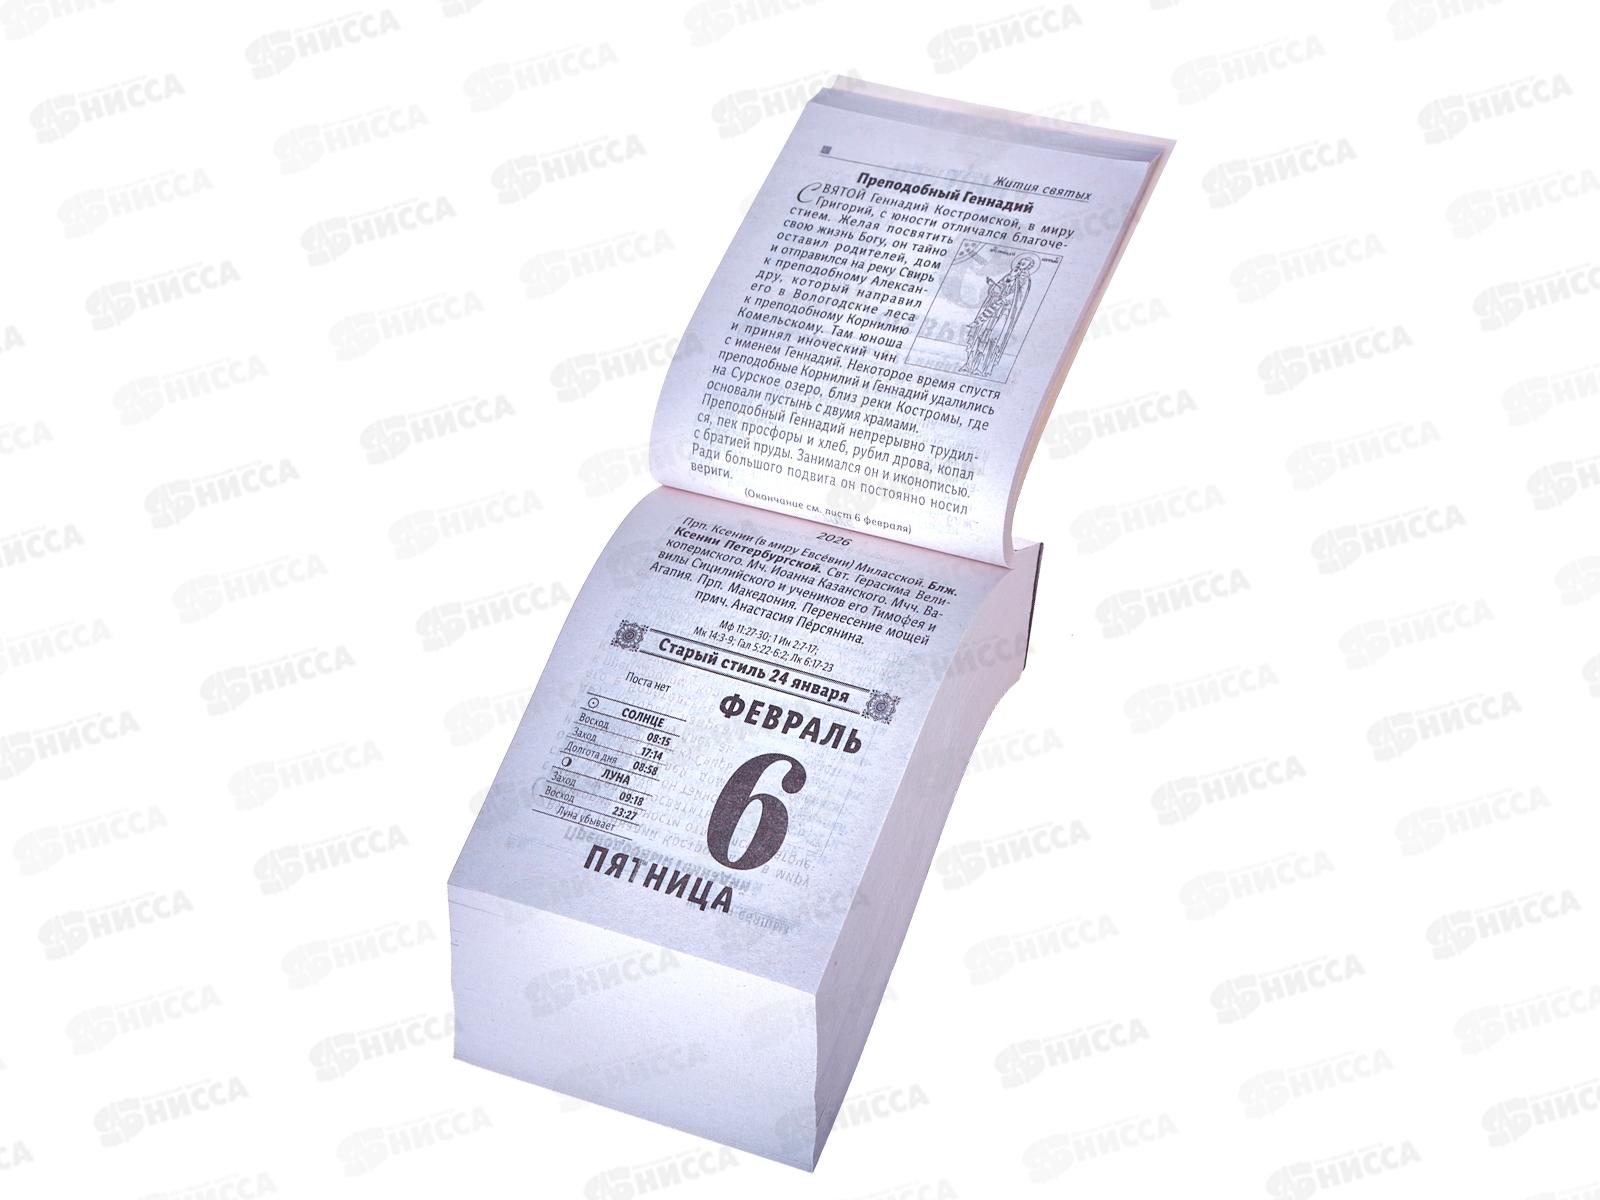 Жития святых
Преподобный Геннадий
СВЯТОЙ Геннадий Костромской, в миру
Григорий, с юности отличался благоче-
стием. Желая посвятить
свою жизнь Богу, он тайно
оставил родителей, дом
и отправился на реку Свирь
к преподобному Алексан-
дру, который направил
его в Вологодские леса
к преподобному Корнилию
Комельскому. Там юноша
и принял иноческий чин
с именем Геннадий. Некоторое время спустя
преподобные Корнилий и Геннадий удалились
на Сурское озеро, близ реки Костромы, где
основали пустынь с двумя храмами.
Преподобный Геннадий непрерывно трудил-
ся, пек просфоры и хлеб, рубил дрова, копал
с братией пруды. Занимался он и иконописью.
Ради большого подвига он постоянно носил
вериги.
(Окончание см. лист 6 февраля)
2026
Прп. Ксении (в миру Евсéвии) Миласской. Блж.
Ксении Петербургской. Свт. Герасима Вели-
копермского. Мч. Иоанна Казанского. Мчч. Ва-
вилы Сицилийского и учеников его Тимофея и
Агапия. Прп. Македония. Перенесение мощей
прмч. Анастасия Пéрсянина.
Мф 11:27-30; 1 Ин 2:7-17;
Мк 14:3-9; Гал 5:22-6:2; Лк 6:17-23
Старый стиль 24 января
Поста нет
ФЕВРАЛЬ
СОЛНЦЕ
Восход 08:15
Заход 17:14
Долгота дня 08:58
ЛУНА
Заход 09:18
Восход 23:27
Луна убывает
6
ПЯТНИЦА
НИССА